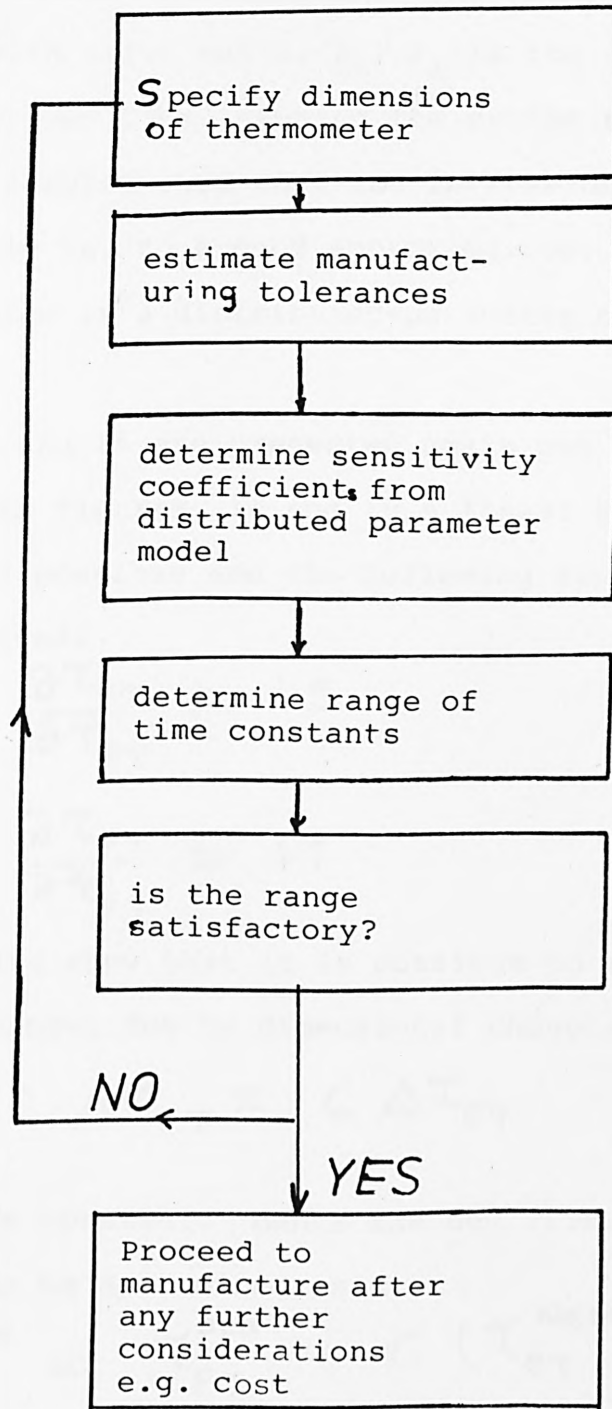 Specify dimensions
of thermometer
estimate manufact-
uring tolerances
determine sensitivity
coefficients from
distributed parameter
model
determine range of
time constants
is the range
satisfactory?
NO
YES
Proceed to
manufacture after
any further
considerations
e.g. cost